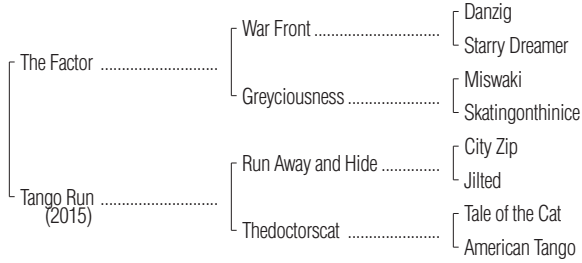 Danzig
War Front ................................
Starry Dreamer
The Factor .............................
Miswaki
Greyciousness ........................
Skatingonthinice
City Zip
Run Away and Hide ...............
Jilted
Tango Run ..............................
(2015)
Tale of the Cat
Thedoctorscat ........................
American Tango